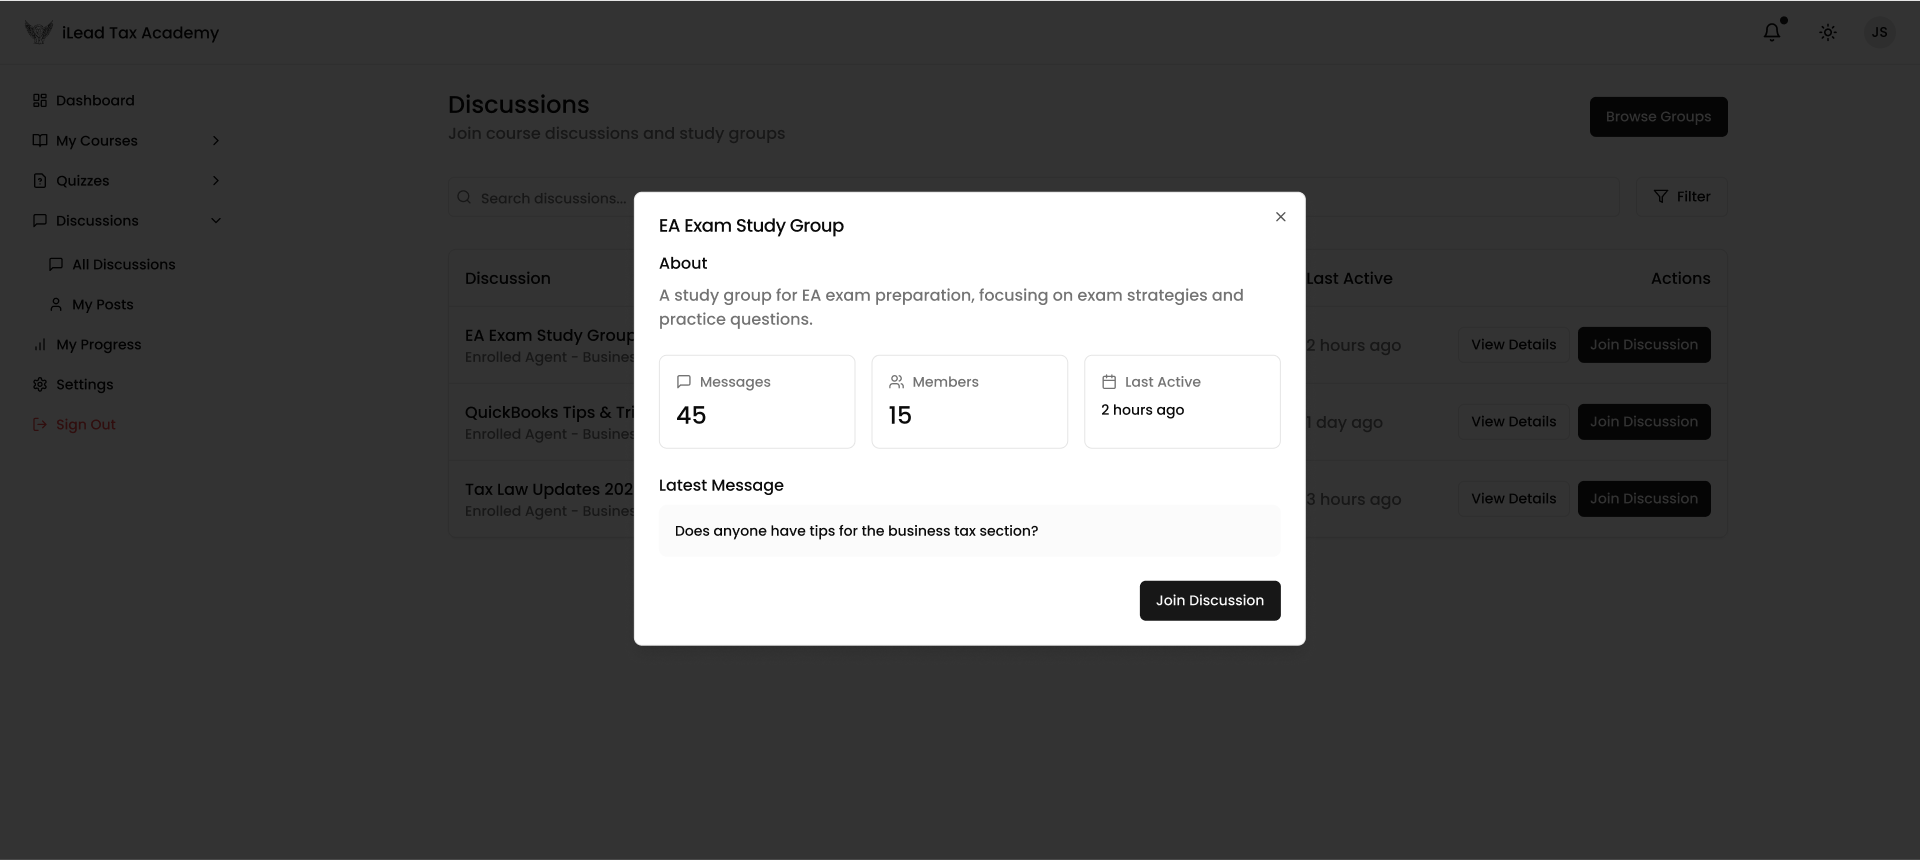 iLead Tax Academy
JS
Dashboard
My Courses
Quizzes
Discussions
All Discussions
My Posts
My Progress
Settings
Sign Out
Discussions
Join course discussions and study groups
Browse Groups
Search discussions...
Filter
Discussion
Last Active
Actions
EA Exam Study Group
Enrolled Agent - Busines
2 hours ago
View Details
Join Discussion
QuickBooks Tips & Tri
Enrolled Agent - Busines
1 day ago
View Details
Join Discussion
Tax Law Updates 202
Enrolled Agent - Busines
3 hours ago
View Details
Join Discussion
EA Exam Study Group
About
A study group for EA exam preparation, focusing on exam strategies and
practice questions.
Messages
45
Members
15
Last Active
2 hours ago
Latest Message
Does anyone have tips for the business tax section?
Join Discussion